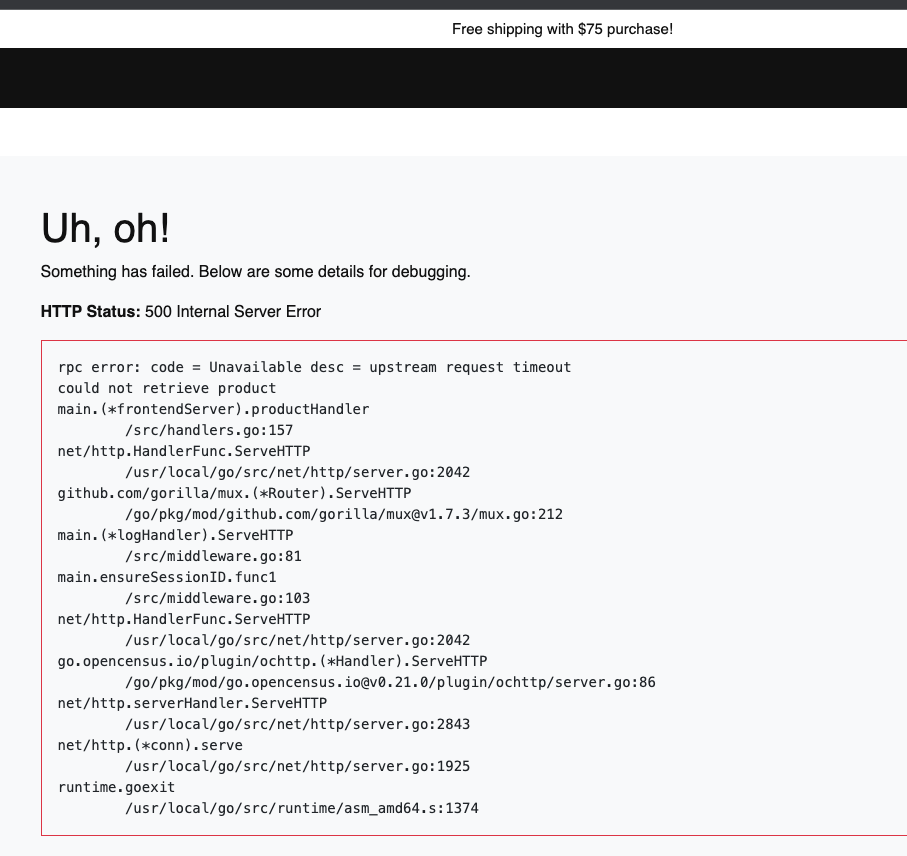 Free shipping with $75 purchase!
Uh, oh!
Something has failed. Below are some details for debugging.
HTTP Status: 500 Internal Server Error
rpc error: code = Unavailable desc = upstream request timeout
could not retrieve product
main.(*frontendServer).productHandler
/src/handlers.go:157
net/http.HandlerFunc.ServeHTTP
/usr/local/go/src/net/http/server.go:2042
github.com/gorilla/mux.(*Router).ServeHTTP
/go/pkg/mod/github.com/gorilla/mux@v1.7.3/mux.go:212
main.(*logHandler).ServeHTTP
/src/middleware.go:81
main.ensureSessionID.func1
/src/middleware.go:103
net/http.HandlerFunc.ServeHTTP
/usr/local/go/src/net/http/server.go:2042
go.opencensus.io/plugin/ochttp.(*Handler).ServeHTTP
/go/pkg/mod/go.opencensus.io@v0.21.0/plugin/ochttp/server.go:86
net/http.serverHandler.ServeHTTP
/usr/local/go/src/net/http/server.go:2843
net/http.(*conn).serve
/usr/local/go/src/net/http/server.go:1925
runtime.goexit
/usr/local/go/src/runtime/asm_amd64.s:1374